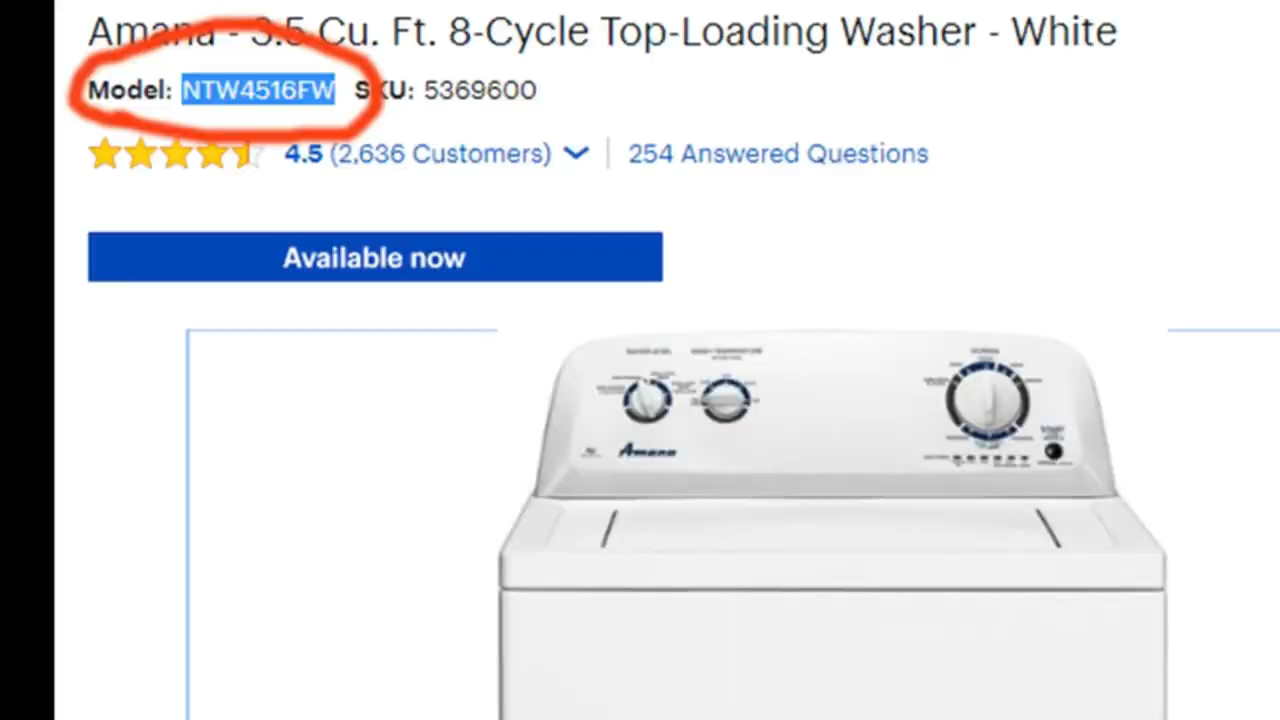 Amana - 3.5 Cu. Ft. 8-Cycle Top-Loading Washer - White
Model: NTW4516FW SKU: 5369600
4.5 (2,636 Customers) 254 Answered Questions
Available now
Amana